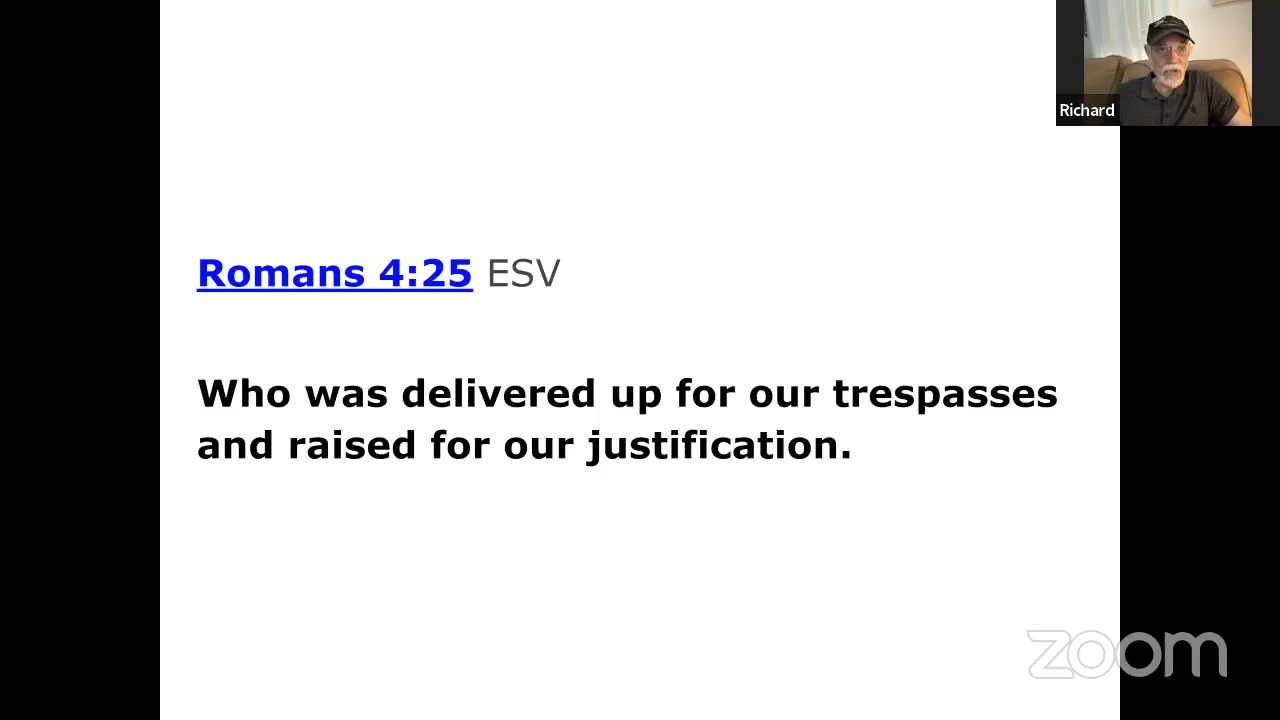 Richard
Romans 4:25 ESV
Who was delivered up for our trespasses
and raised for our justification.
zoom